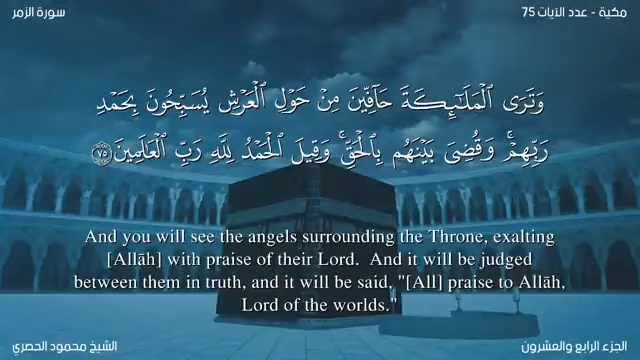 سورة الزمر
مكية - عدد الآيات 75
وَتَرَى ٱلْمَلَـٰٓئِكَةَ حَآفِّينَ مِنْ حَوْلِ ٱلْعَرْشِ يُسَبِّحُونَ بِحَمْدِ
رَبِّهِمْ ۖ وَقُضِىَ بَيْنَهُم بِٱلْحَقِّ وَقِيلَ ٱلْحَمْدُ لِلَّهِ رَبِّ ٱلْعَـٰلَمِينَ ٧٥
And you will see the angels surrounding the Throne, exalting
[Allāh] with praise of their Lord. And it will be judged
between them in truth, and it will be said, "[All] praise to Allāh,
Lord of the worlds."
الشيخ محمود الحصري
الجزء الرابع والعشرون